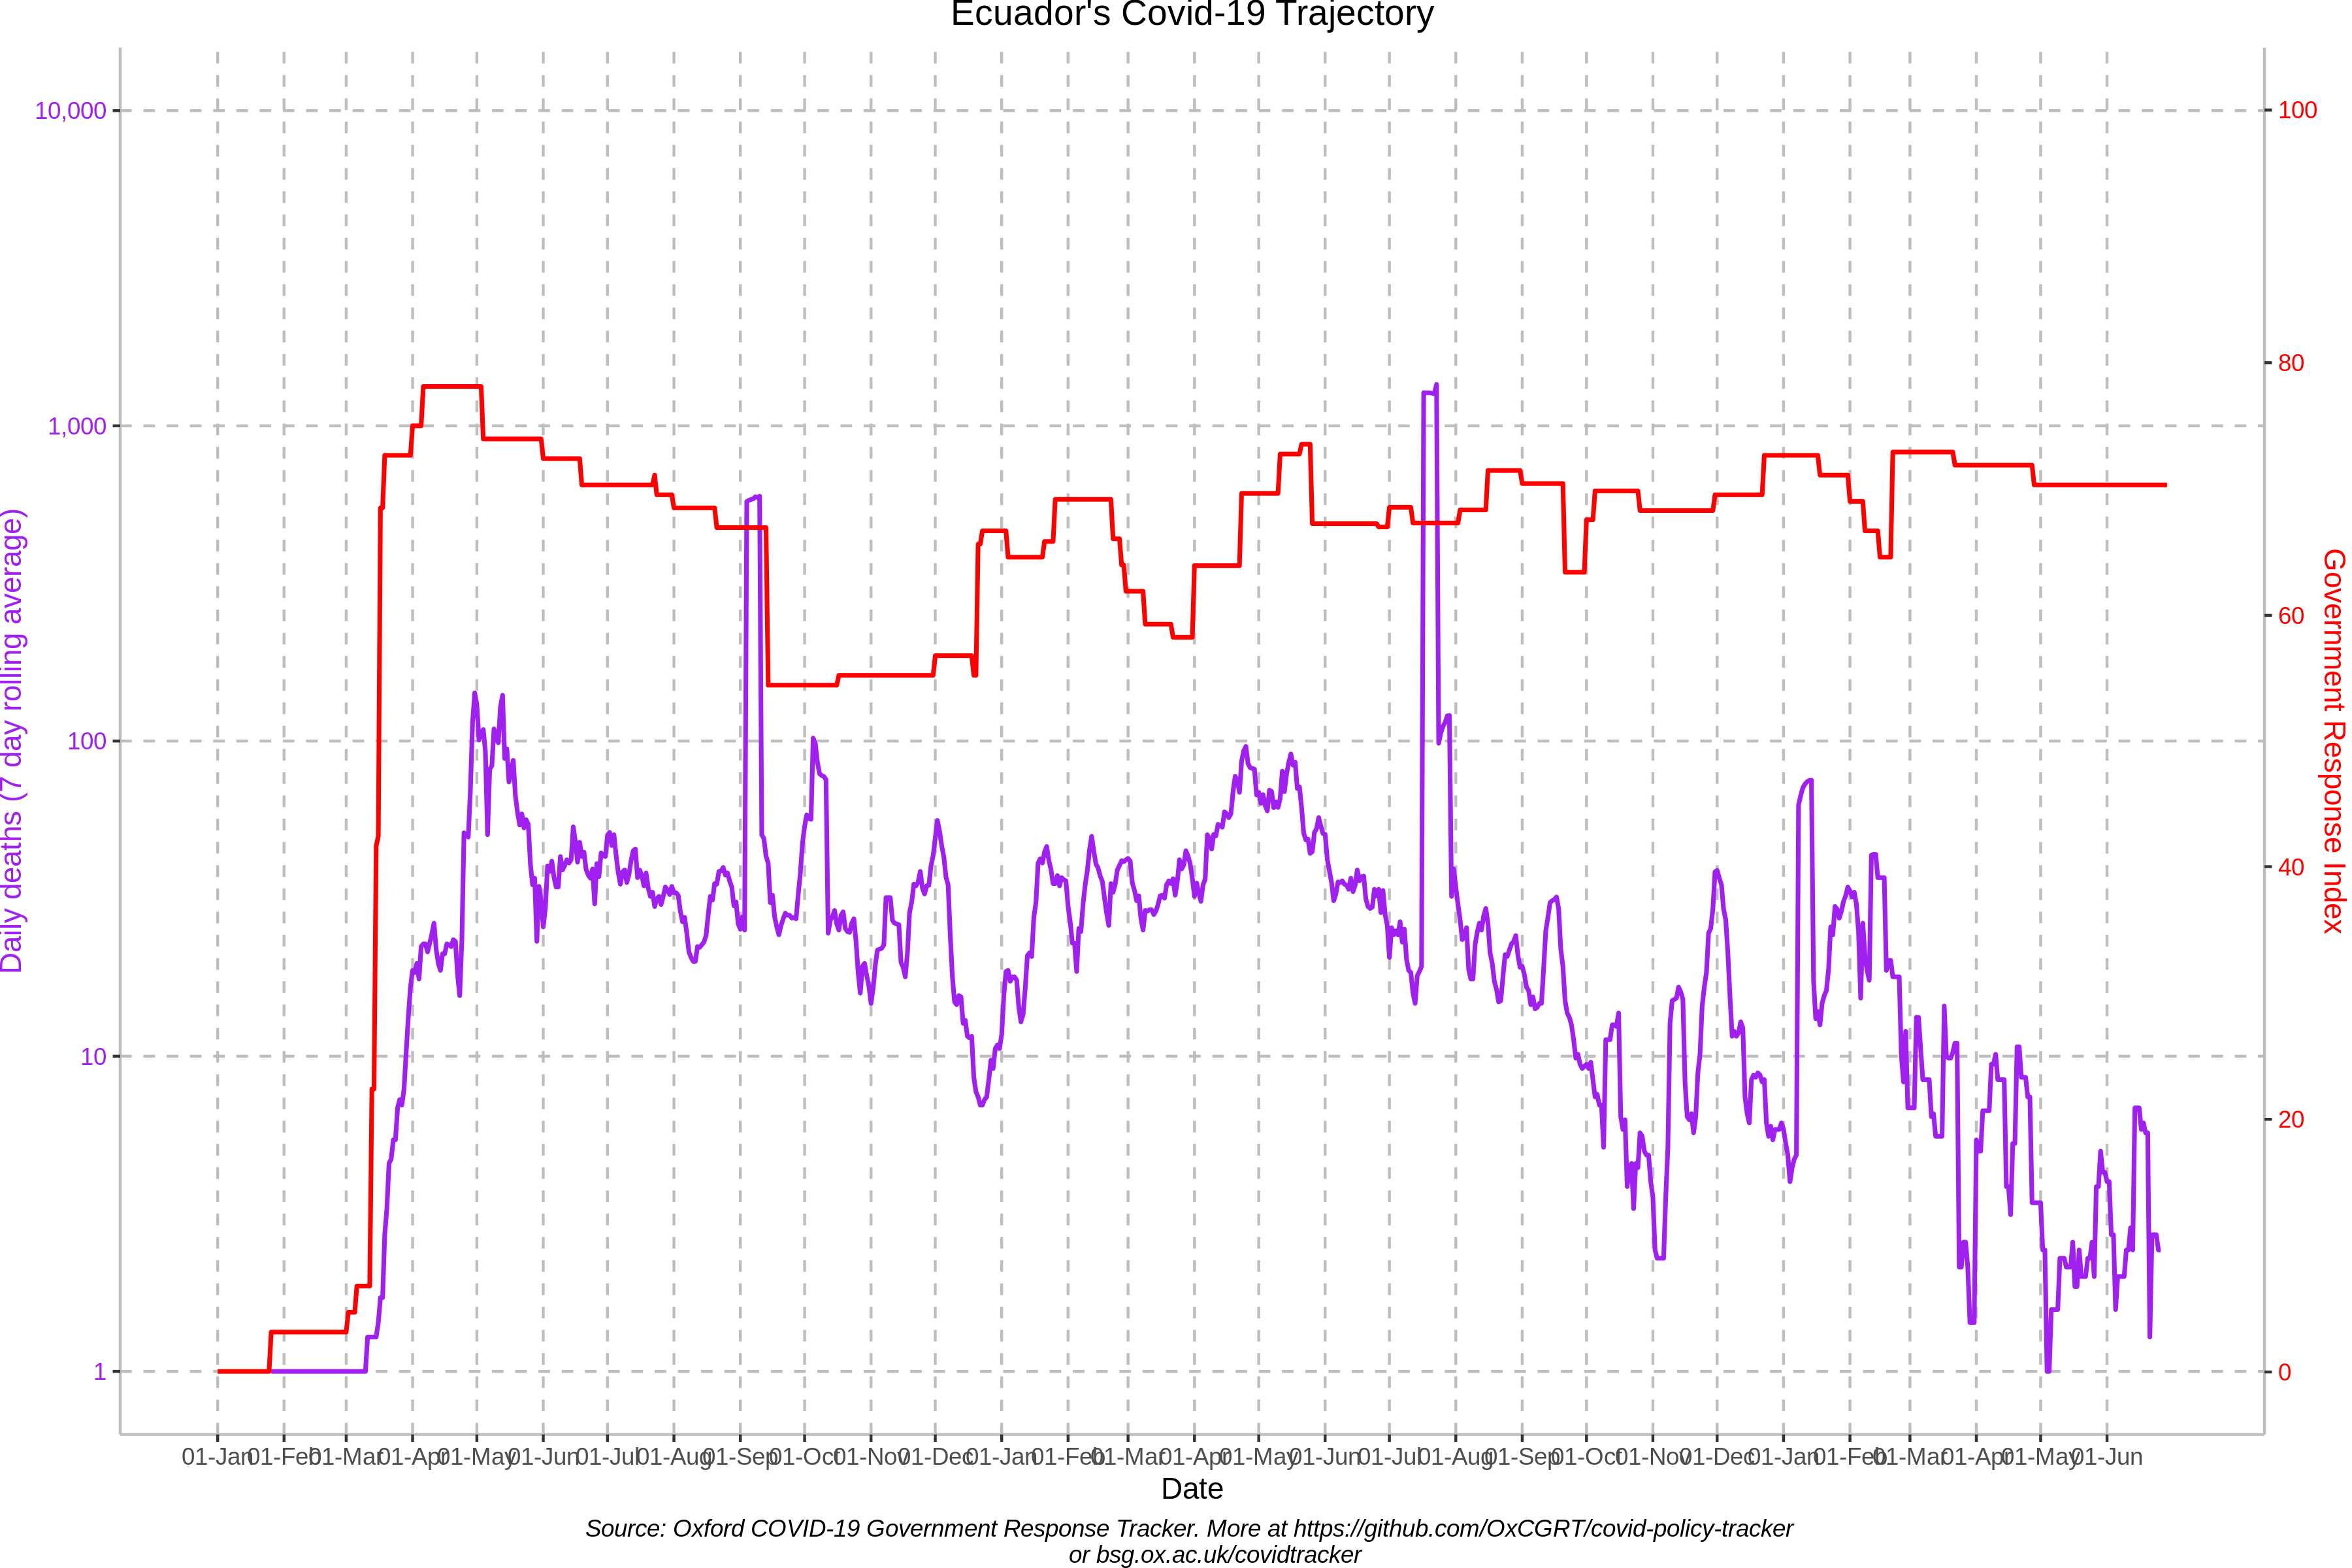 Ecuador's Covid-19 Trajectory
10,000
1,000
100
10
1
Daily deaths (7 day rolling average)
100
80
60
40
20
0
Government Response Index
01-Jan 01-Feb 01-Mar 01-Apr 01-May 01-Jun 01-Jul 01-Aug 01-Sep 01-Oct 01-Nov 01-Dec 01-Jan 01-Feb 01-Mar 01-Apr 01-May 01-Jun 01-Jul 01-Aug 01-Sep 01-Oct 01-Nov 01-Dec 01-Jan 01-Feb 01-Mar 01-Apr 01-May 01-Jun
Date
Source: Oxford COVID-19 Government Response Tracker. More at https://github.com/OxCGRT/covid-policy-tracker
or bsg.ox.ac.uk/covidtracker